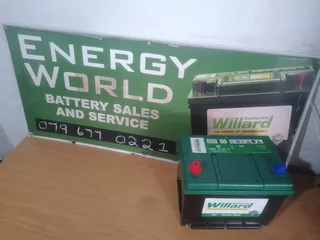 ENERGY
WORLD
BATTERY SALES
AND SERVICE
079 677 0221
Willard
Willard